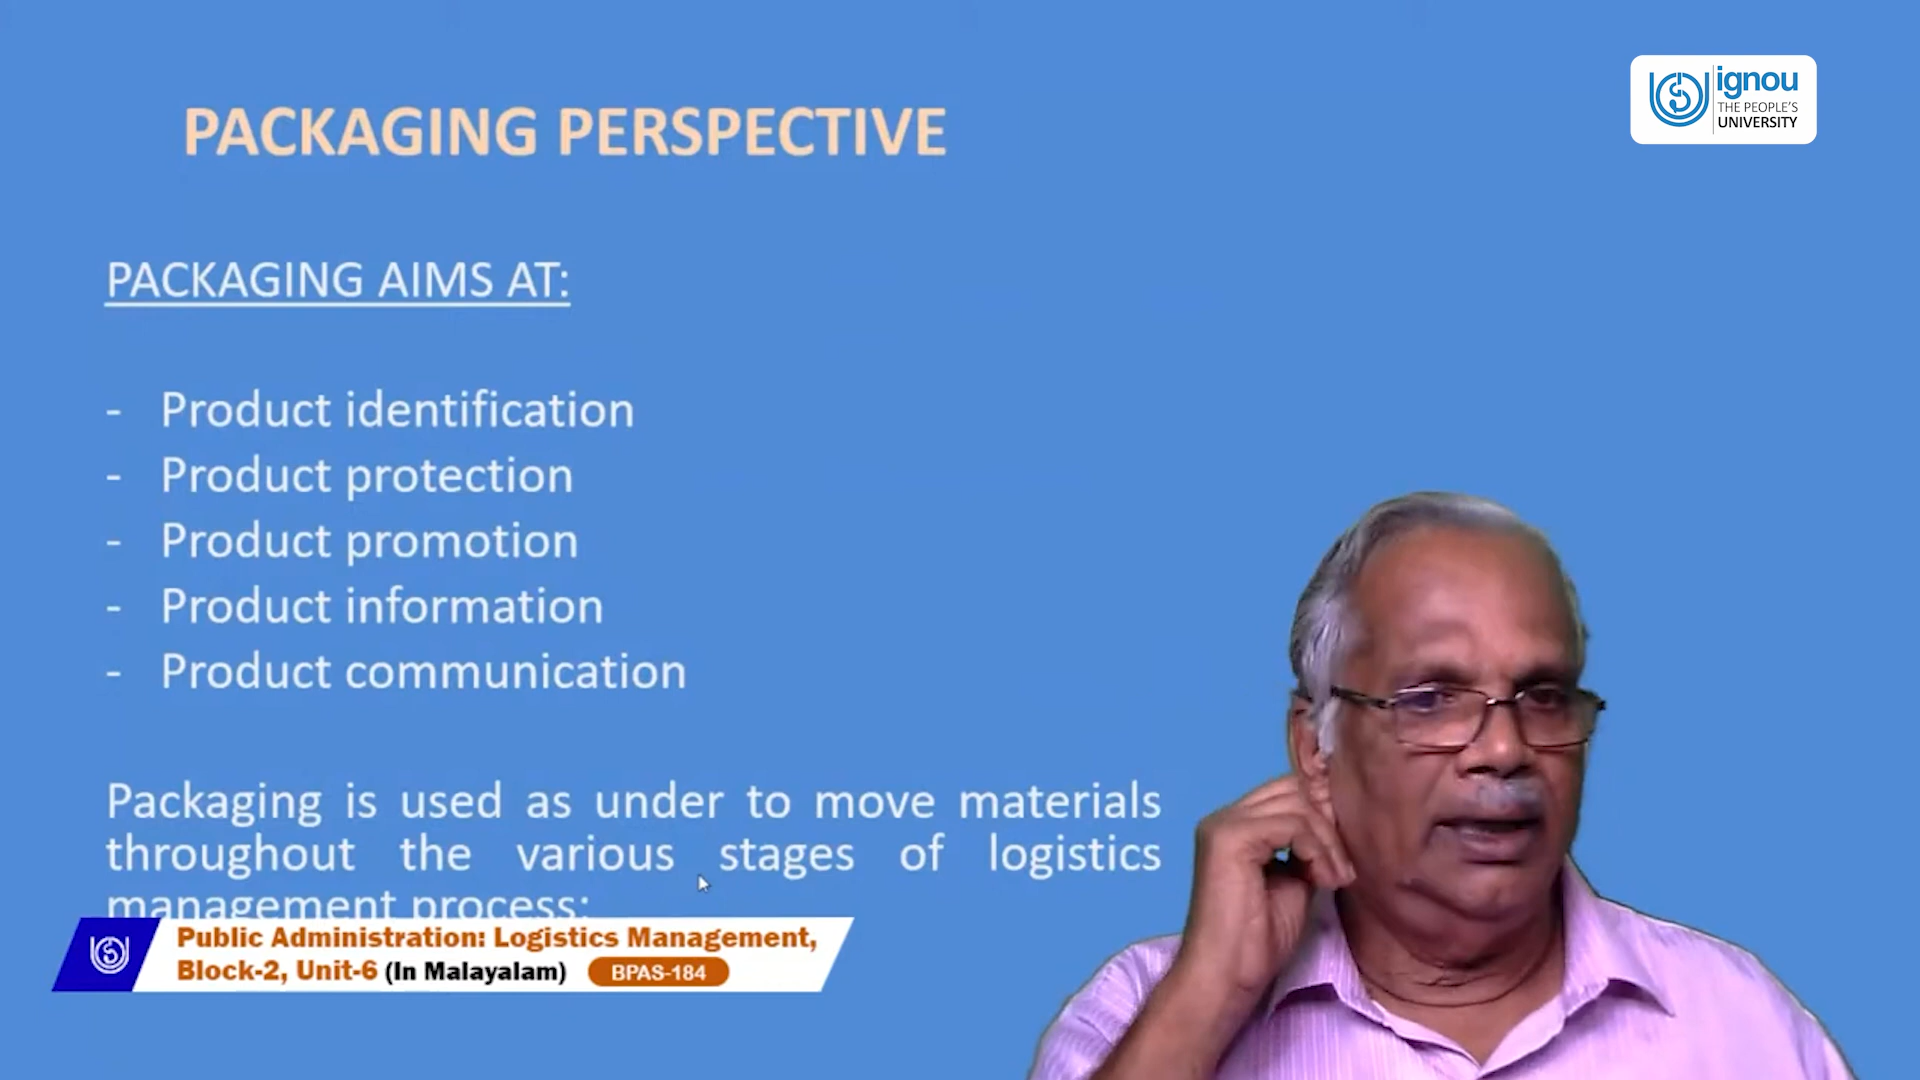 ignou
THE PEOPLE'S
UNIVERSITY
PACKAGING PERSPECTIVE
PACKAGING AIMS AT:
- Product identification
- Product protection
- Product promotion
- Product information
- Product communication
Packaging is used as under to move materials
throughout the various stages of logistics
management process:
Public Administration: Logistics Management,
Block-2, Unit-6 (In Malayalam) BPAS-184